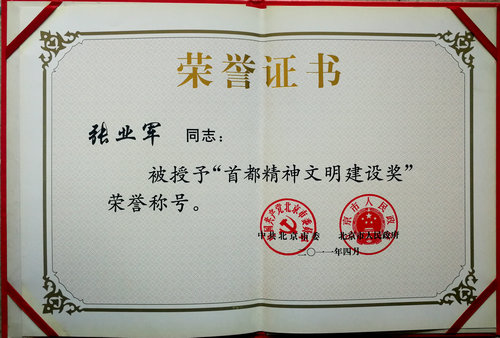 荣誉证书
张业军 同志：
被授予“首都精神文明建设奖”
荣誉称号。
中共北京市委 北京市人民政府
二〇一一年四月